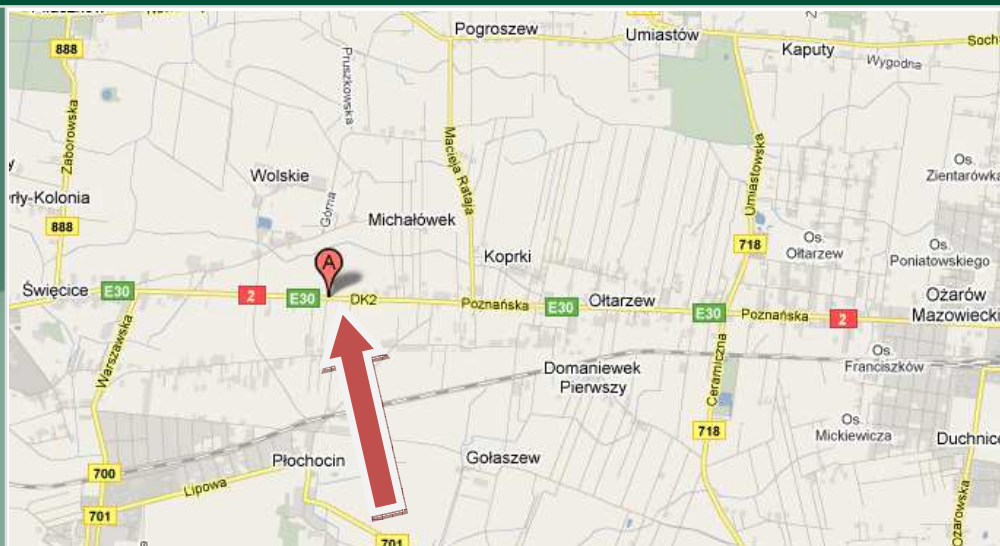 Pogroszew
Umiastów
Kaputy
Soch
Wygodna
888
Pruszkowska
Zaborowska
Macieja Rataja
Umiastowska
Wolskie
Górna
Michałówek
Os.
Zientarówka
rły-Kolonia
888
Koprki
718
Os.
Ołtarzew
Os.
Poniatowskiego
A
Święcice
E30
2
E30
DK2
Poznańska
E30
Ołtarzew
E30
Poznańska
2
Ożarów
Mazowiecki
Warszawska
Ceramiczna
Domaniewek
Pierwszy
Os.
Franciszków
Os.
Mickiewicza
718
Duchnice
Płochocin
Gołaszew
700
Lipowa
701
701
Ożarowska